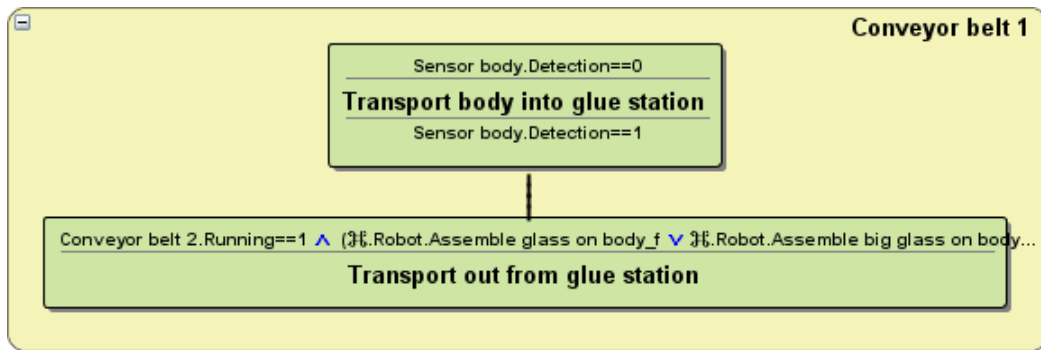 Conveyor belt 1
Sensor body.Detection==0
Transport body into glue station
Sensor body.Detection==1
Conveyor belt 2.Running==1 ∧ (⌘.Robot.Assemble glass on body_f ∨ ⌘.Robot.Assemble big glass on body...
Transport out from glue station